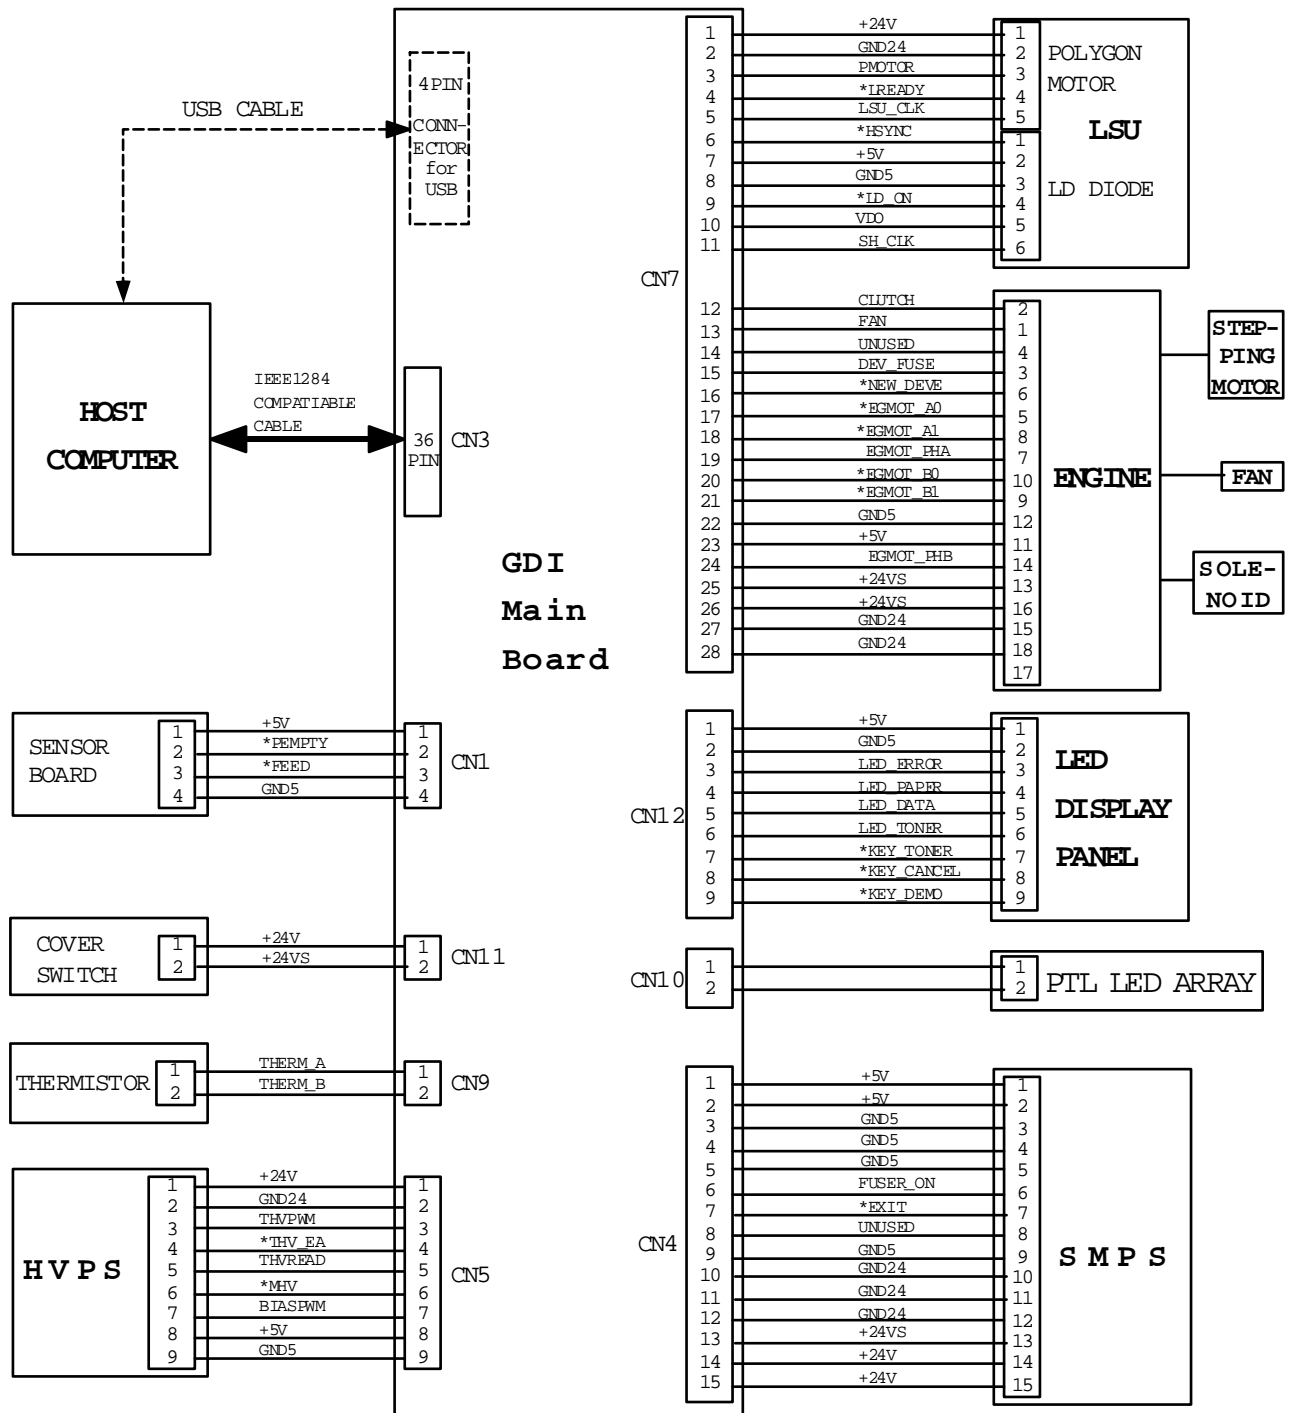 4PIN
CONN-
ECTOR
for
USB
USB CABLE
HOST
COMPUTER
IEEE1284
COMPATIABLE
CABLE
36
PIN
CN3
GDI
Main
Board
SENSOR
BOARD
1 +5V 1
2 *PEMPTY 2
3 *FEED 3
4 GND5 4
CN1
COVER
SWITCH
1 +24V 1
2 +24VS 2
CN11
THERMISTOR
1 THERM_A 1
2 THERM_B 2
CN9
HVPS
1 +24V 1
2 GND24 2
3 THVPWM 3
4 *THV_EA 4
5 THVREAD 5
6 *MHV 6
7 BIASPWM 7
8 +5V 8
9 GND5 9
CN5
CN7
1 +24V 1
2 GND24 2
3 PMOTOR 3
4 *LREADY 4
5 LSU_CLK 5
6 *HSYNC 1
7 +5V 2
8 GND5 3
9 *LD_ON 4
10 VDO 5
11 SH_CLK 6
POLYGON
MOTOR
LSU
LD DIODE
12 CLUTCH 2
13 FAN 1
14 UNUSED 4
15 DEV_FUSE 3
16 *NEW_DEVE 6
17 *EGMOT_A0 5
18 *EGMOT_A1 8
19 EGMOT_PHA 7
20 *EGMOT_B0 10
21 *EGMOT_B1 9
22 GND5 12
23 +5V 11
24 EGMOT_PHB 14
25 +24VS 13
26 +24VS 16
27 GND24 15
28 GND24 18
17
ENGINE
STEP-
PING
MOTOR
FAN
SOLE-
NOID
CN12
1 +5V 1
2 GND5 2
3 LED_ERROR 3
4 LED_PAPER 4
5 LED_DATA 5
6 LED_TONER 6
7 *KEY_TONER 7
8 *KEY_CANCEL 8
9 *KEY_DEMO 9
LED
DISPLAY
PANEL
CN10
1 1
2 2
PTL LED ARRAY
CN4
1 +5V 1
2 +5V 2
3 GND5 3
4 GND5 4
5 GND5 5
6 FUSER_ON 6
7 *EXIT 7
8 UNUSED 8
9 GND5 9
10 GND24 10
11 GND24 11
12 GND24 12
13 +24VS 13
14 +24V 14
15 +24V 15
SMPS